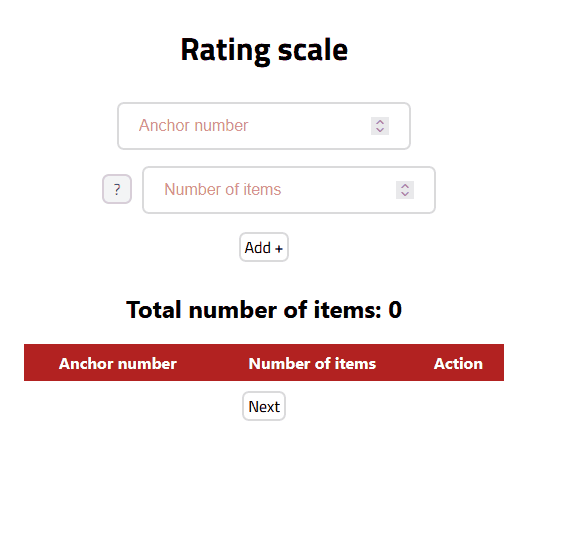 Rating scale
Anchor number
? Number of items
Add +
Total number of items: 0
Anchor number Number of items Action
Next